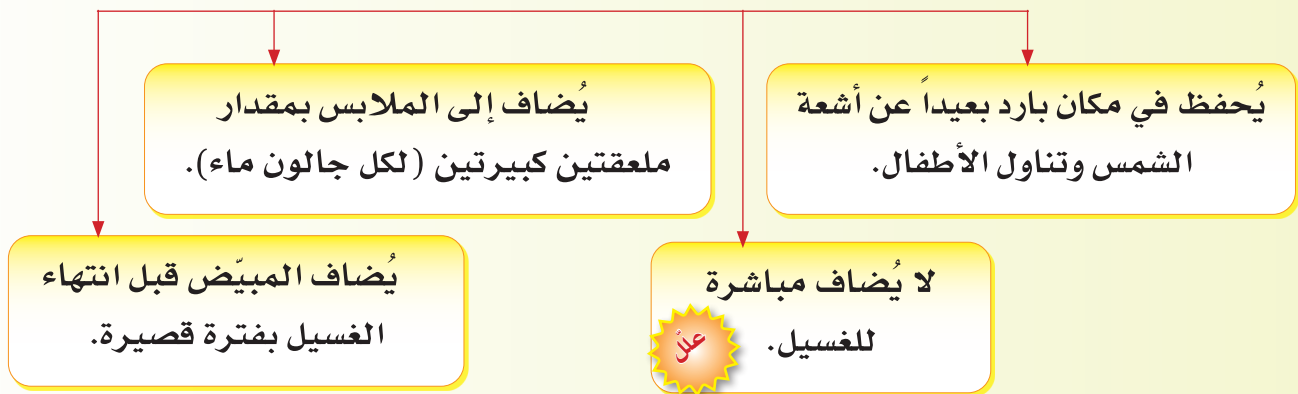 يُحفظ في مكان بارد بعيداً عن أشعة
الشمس وتناول الأطفال.
يُضاف إلى الملابس بمقدار
ملعقتين كبيرتين (لكل جالون ماء).
لا يُضاف مباشرة
للغسيل.
علّل
يُضاف المبيّض قبل انتهاء
الغسيل بفترة قصيرة.